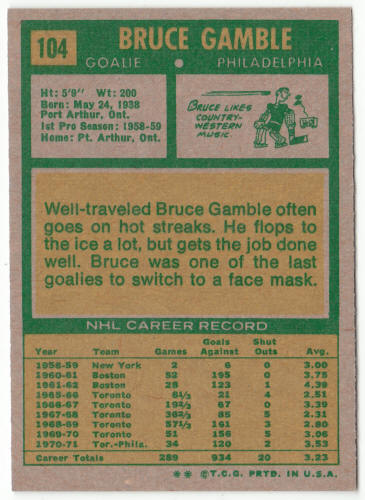 104
BRUCE GAMBLE
GOALIE • PHILADELPHIA
Ht: 5'9" Wt: 200
Born: May 24, 1938
Port Arthur, Ont.
1st Pro Season: 1958-59
Home: Pt. Arthur, Ont.
BRUCE LIKES
COUNTRY-
WESTERN
MUSIC.
Well-traveled Bruce Gamble often
goes on hot streaks. He flops to
the ice a lot, but gets the job done
well. Bruce was one of the last
goalies to switch to a face mask.
NHL CAREER RECORD
Goals Shut
Year Team Games Against Outs Avg.
1958-59 New York 2 6 0 3.00
1960-61 Boston 52 195 0 3.75
1961-62 Boston 28 123 1 4.39
1965-66 Toronto 8⅓ 21 4 2.51
1966-67 Toronto 19⅔ 67 0 3.39
1967-68 Toronto 36⅔ 85 5 2.31
1968-69 Toronto 57⅓ 161 3 2.80
1969-70 Toronto 51 156 5 3.06
1970-71 Tor.-Phila. 34 120 2 3.53
Career Totals 289 934 20 3.23
** ©T.C.G. PRTD. IN U.S.A.